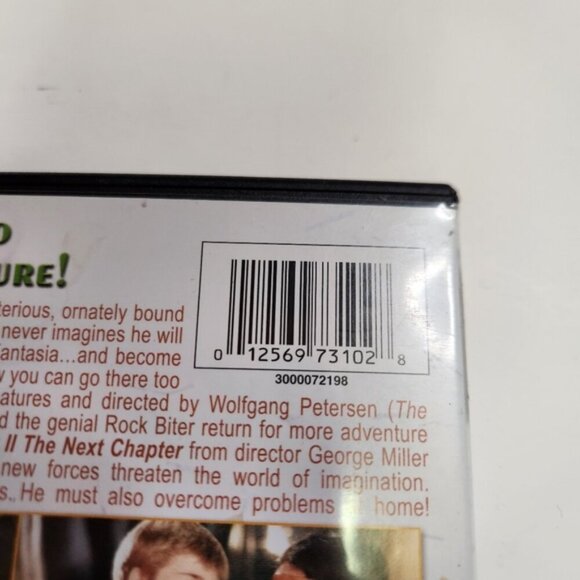 O
URE!
terious, ornately bound
never imagines he will
Fantasia...and become
w you can go there too
atures and directed by Wolfgang Petersen (The
d the genial Rock Biter return for more adventure
II The Next Chapter from director George Miller
new forces threaten the world of imagination.
s. He must also overcome problems at home!
0 12569 73102 8
3000072198